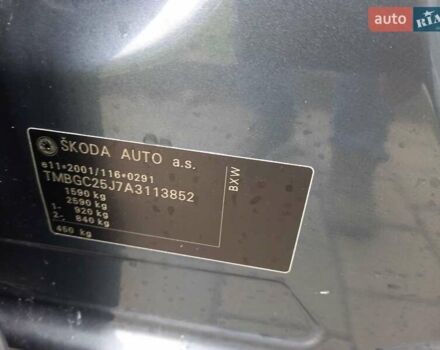 auto RIA
ŠKODA AUTO a.s.
e11*2001/116*0291
TMBGC25J7A3113852
1590 kg
2590 kg
1- 920 kg
2- 840 kg
450 kg
BXW